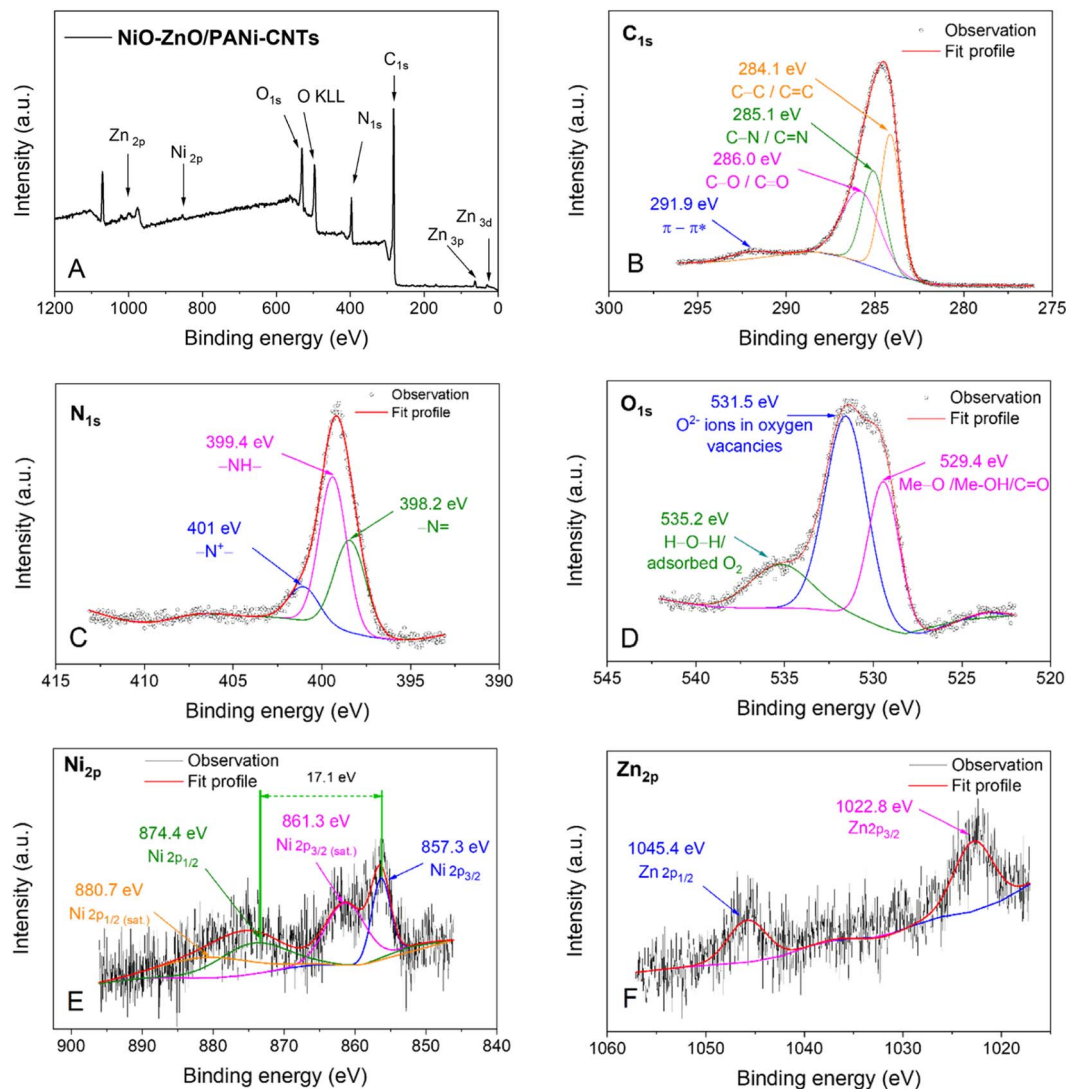 NiO-ZnO/PANi-CNTs
C1s
O1s
O KLL
N1s
Zn 2p
Ni 2p
Zn3d
Zn3p
A
Intensity (a.u.)
1200 1000 800 600 400 200 0
Binding energy (eV)
C1s
Observation
Fit profile
284.1 eV
C–C / C=C
285.1 eV
C–N / C=N
286.0 eV
C–O / C=O
291.9 eV
π – π*
B
Intensity (a.u.)
300 295 290 285 280 275
Binding energy (eV)
N1s
Observation
Fit profile
399.4 eV
–NH–
398.2 eV
–N=
401 eV
–N+–
C
Intensity (a.u.)
415 410 405 400 395 390
Binding energy (eV)
O1s
Observation
Fit profile
531.5 eV
O2- ions in oxygen
vacancies
529.4 eV
Me–O /Me-OH/C=O
535.2 eV
H–O–H/
adsorbed O2
D
Intensity (a.u.)
545 540 535 530 525 520
Binding energy (eV)
Ni2p
Observation
Fit profile
17.1 eV
874.4 eV
Ni 2p1/2
861.3 eV
Ni 2p3/2 (sat.)
857.3 eV
Ni 2p3/2
880.7 eV
Ni 2p1/2 (sat.)
E
Intensity (a.u.)
900 890 880 870 860 850 840
Binding energy (eV)
Zn2p
Observation
Fit profile
1022.8 eV
Zn2p3/2
1045.4 eV
Zn 2p1/2
F
Intensity (a.u.)
1060 1050 1040 1030 1020
Binding energy (eV)